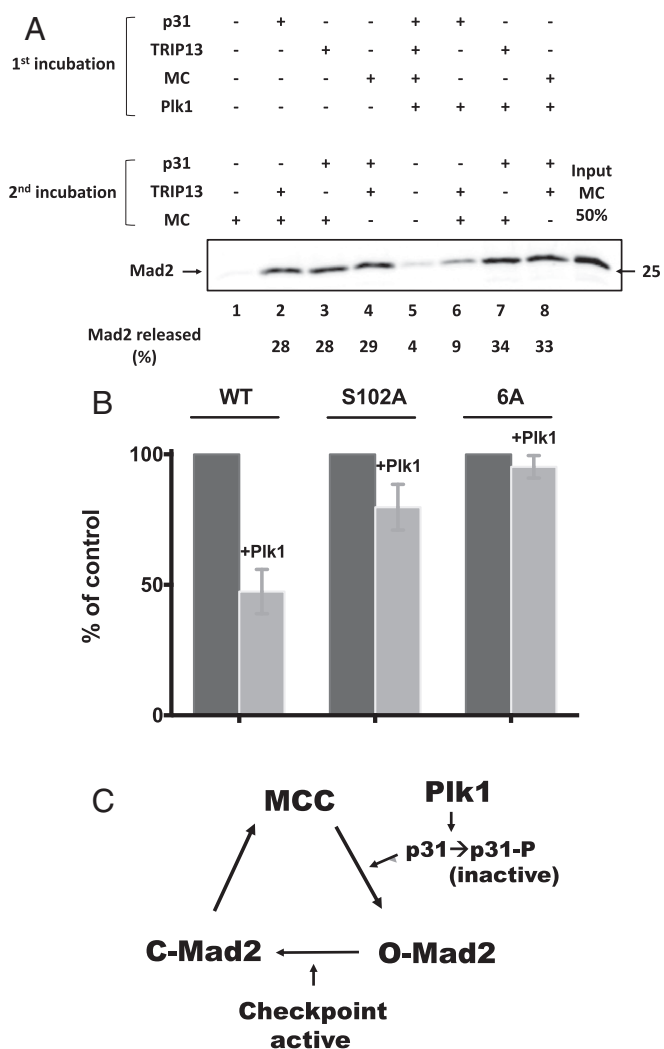 A
p31 - + - - + + - -
TRIP13 - - + - + - + -
1st incubation
MC - - - + + - - +
Plk1 - - - - + + + +
p31 - - + + - - + +
Input
2nd incubation TRIP13 - + - + - + - + MC
MC + + + - - + + - 50%
Mad2 → ← 25
1 2 3 4 5 6 7 8
Mad2 released
(%)
28 28 29 4 9 34 33
B
WT S102A 6A
100
+Plk1
+Plk1
+Plk1
50
0
% of control
C
MCC Plk1
p31→p31-P
(inactive)
C-Mad2 O-Mad2
Checkpoint
active